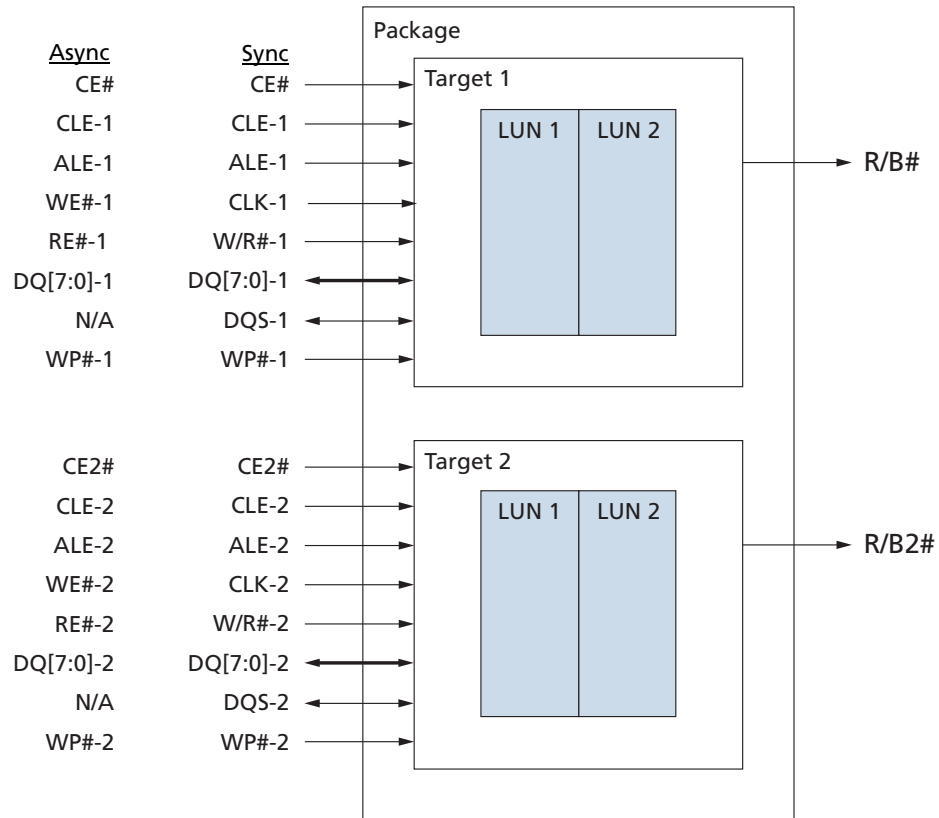 Package
Async Sync
CE# CE# Target 1
CLE-1 CLE-1 LUN 1 LUN 2
ALE-1 ALE-1 R/B#
WE#-1 CLK-1
RE#-1 W/R#-1
DQ[7:0]-1 DQ[7:0]-1
N/A DQS-1
WP#-1 WP#-1
CE2# CE2# Target 2
CLE-2 CLE-2 LUN 1 LUN 2
ALE-2 ALE-2 R/B2#
WE#-2 CLK-2
RE#-2 W/R#-2
DQ[7:0]-2 DQ[7:0]-2
N/A DQS-2
WP#-2 WP#-2